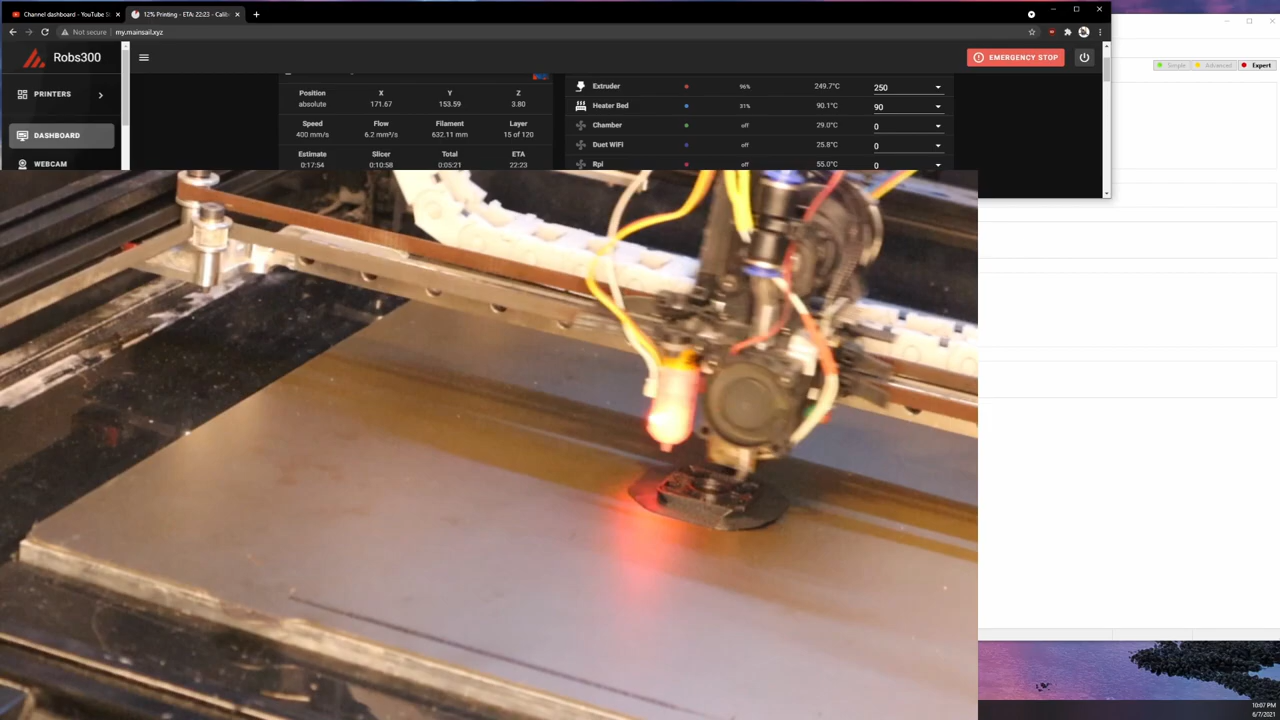 Channel dashboard - YouTube S
12% Printing - ETA: 22:23 - Calib
Not secure
my.mainsail.xyz
Robs300
EMERGENCY STOP
PRINTERS
DASHBOARD
WEBCAM
Position X Y Z
absolute 171.67 153.59 3.80
Speed Flow Filament Layer
400 mm/s 6.2 mm³/s 632.11 mm 15 of 120
Estimate Slicer Total ETA
0:17:54 0:10:58 0:05:21 22:23
Extruder 96% 249.7°C 250
Heater Bed 31% 90.1°C 90
Chamber off 29.0°C 0
Duet WiFi off 25.8°C 0
Rpi off 55.0°C 0
Simple Advanced Expert
10:07 PM
6/7/2021